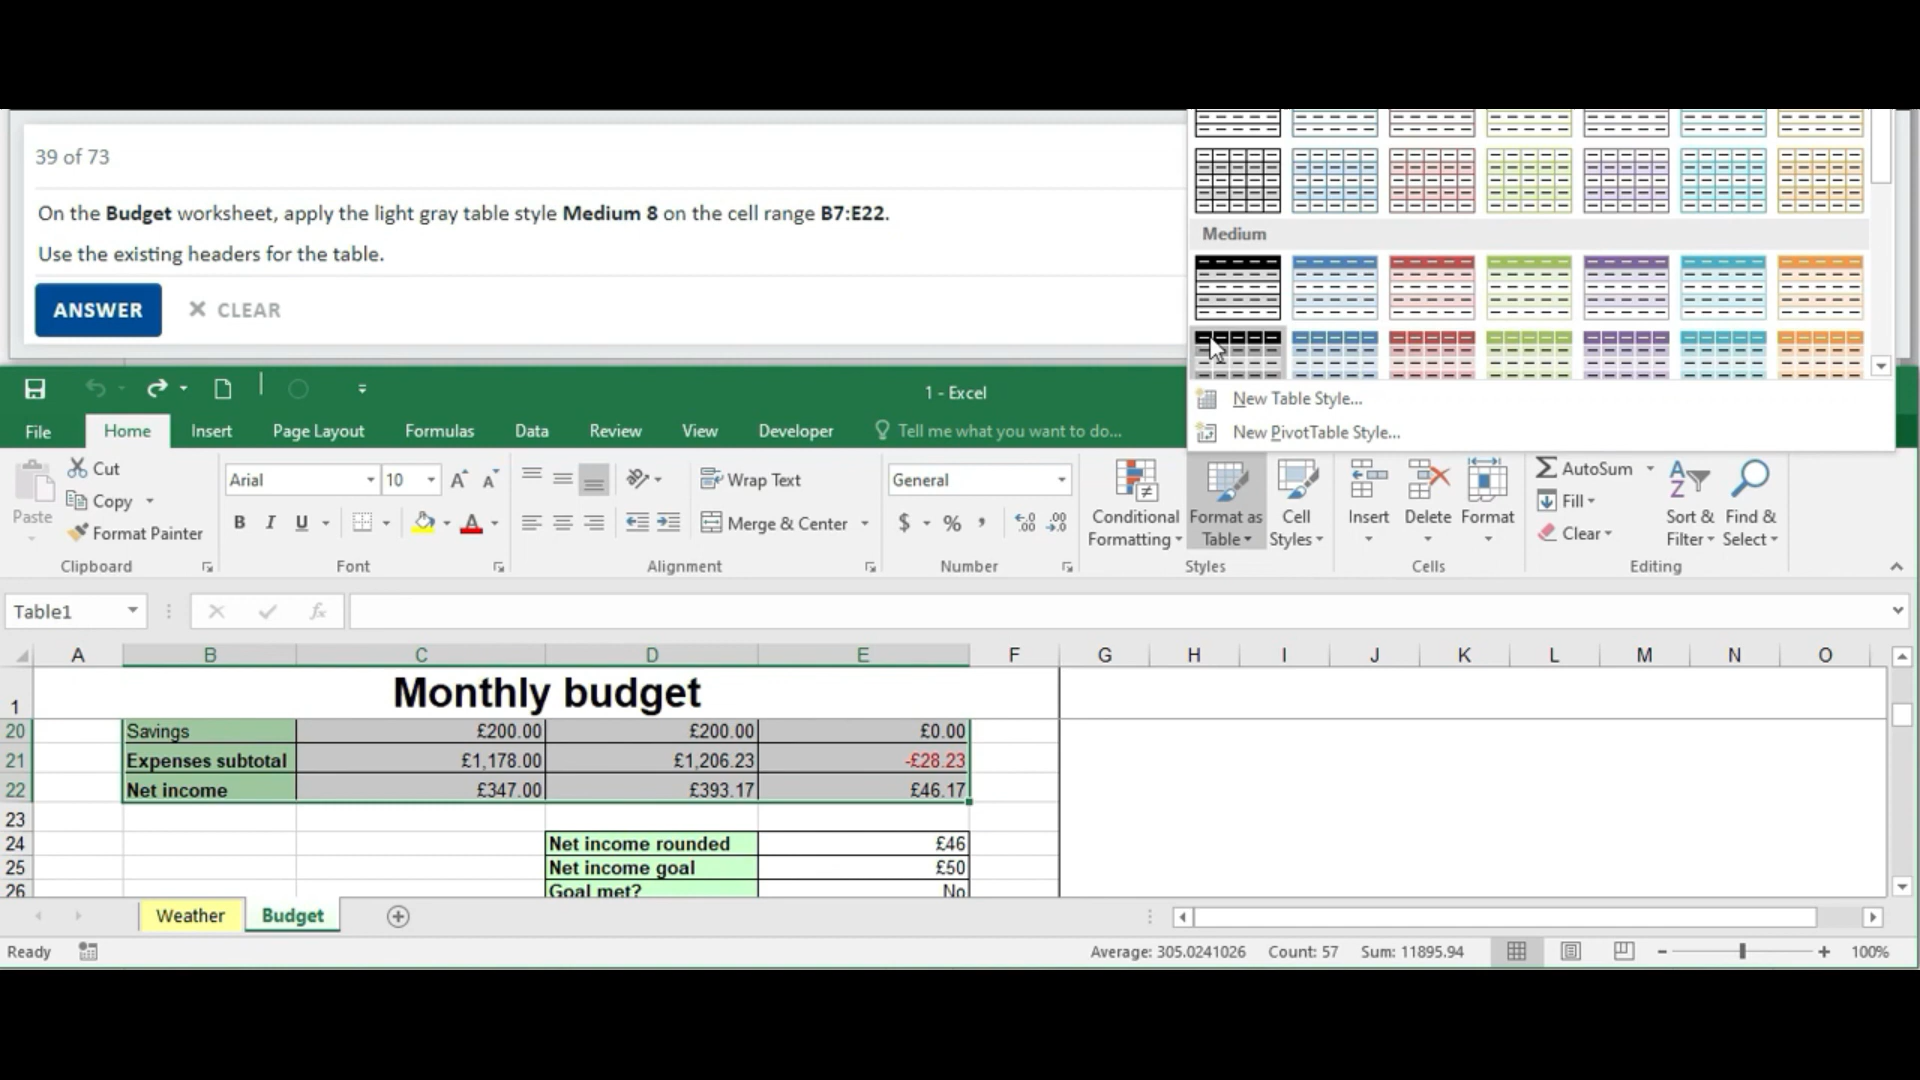 39 of 73
On the Budget worksheet, apply the light gray table style Medium 8 on the cell range B7:E22.
Use the existing headers for the table.
ANSWER
CLEAR
Medium
New Table Style...
New PivotTable Style...
1 - Excel
File Home Insert Page Layout Formulas Data Review View Developer Tell me what you want to do...
Paste
Cut
Copy
Format Painter
Clipboard
Arial 10
B I U
Font
Wrap Text
Merge & Center
Alignment
General
$ % ,
Number
Conditional Formatting
Format as Table
Cell Styles
Styles
Insert Delete Format
Cells
AutoSum
Fill
Clear
Sort & Filter
Find & Select
Editing
Table1
fx
A B C D E F G H I J K L M N O
1 Monthly budget
20 Savings £200.00 £200.00 £0.00
21 Expenses subtotal £1,178.00 £1,206.23 -£28.23
22 Net income £347.00 £393.17 £46.17
23
24 Net income rounded £46
25 Net income goal £50
26 Goal met? No
Weather Budget
Ready Average: 305.0241026 Count: 57 Sum: 11895.94 100%